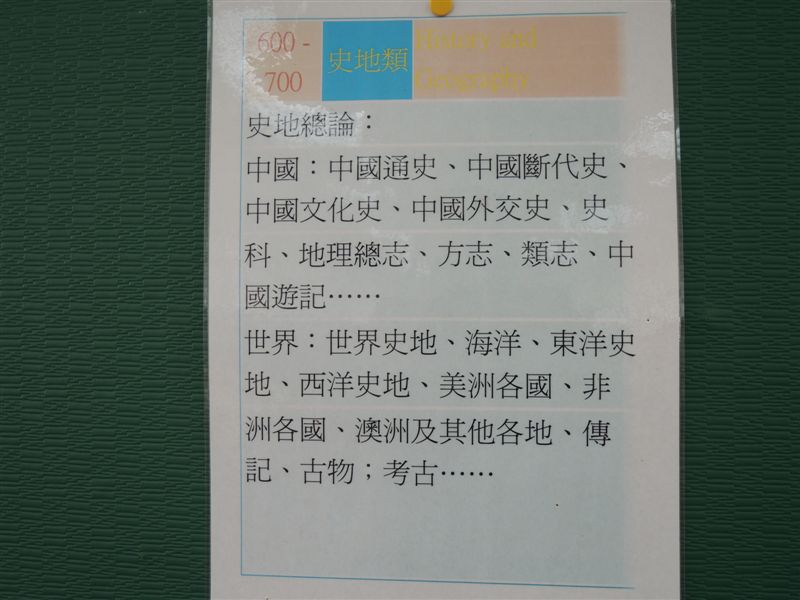 600 - 700
史地類
History and
Geography
史地總論：
中國：中國通史、中國斷代史、
中國文化史、中國外交史、史
科、地理總志、方志、類志、中
國遊記……
世界：世界史地、海洋、東洋史
地、西洋史地、美洲各國、非
洲各國、澳洲及其他各地、傳
記、古物；考古……